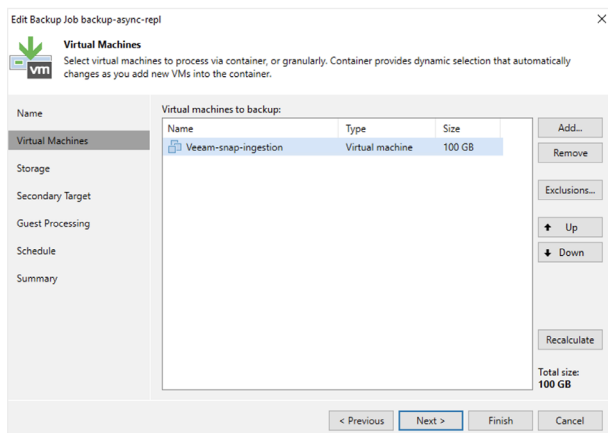 Edit Backup Job backup-async-repl
Virtual Machines
Select virtual machines to process via container, or granularly. Container provides dynamic selection that automatically
changes as you add new VMs into the container.
vm
Name
Virtual Machines
Storage
Secondary Target
Guest Processing
Schedule
Summary
Virtual machines to backup:
Name Type Size
Veeam-snap-ingestion Virtual machine 100 GB
Add...
Remove
Exclusions...
Up
Down
Recalculate
Total size:
100 GB
< Previous Next > Finish Cancel